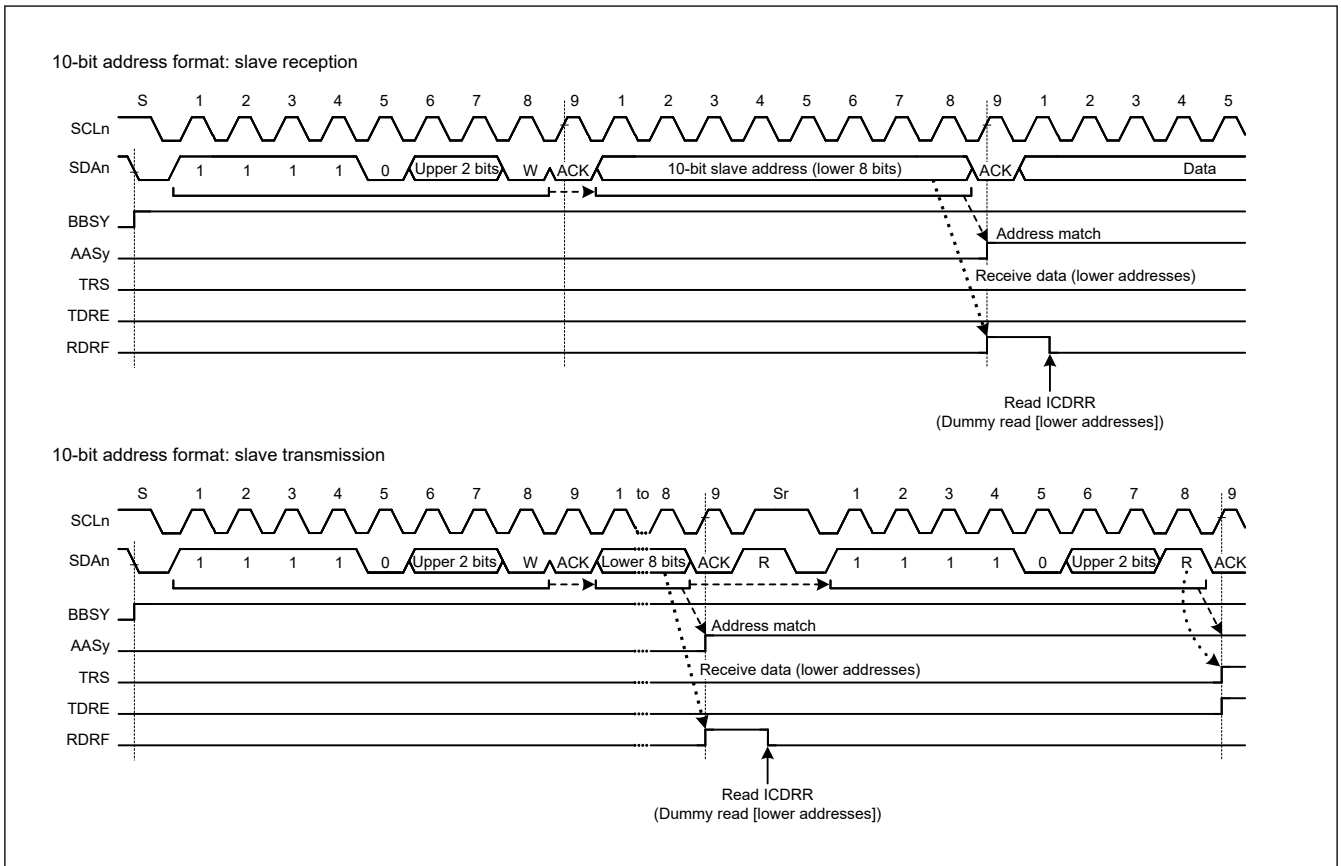 10-bit address format: slave reception
S 1 2 3 4 5 6 7 8 9 1 2 3 4 5 6 7 8 9 1 2 3 4 5
SCLn
SDAn 1 1 1 1 0 Upper 2 bits W ACK 10-bit slave address (lower 8 bits) ACK Data
BBSY
Address match
AASy
Receive data (lower addresses)
TRS
TDRE
RDRF
Read ICDRR
(Dummy read [lower addresses])
10-bit address format: slave transmission
S 1 2 3 4 5 6 7 8 9 1 to 8 9 Sr 1 2 3 4 5 6 7 8 9
SCLn
SDAn 1 1 1 1 0 Upper 2 bits W ACK Lower 8 bits ACK R 1 1 1 1 0 Upper 2 bits R ACK
BBSY
Address match
AASy
Receive data (lower addresses)
TRS
TDRE
RDRF
Read ICDRR
(Dummy read [lower addresses])